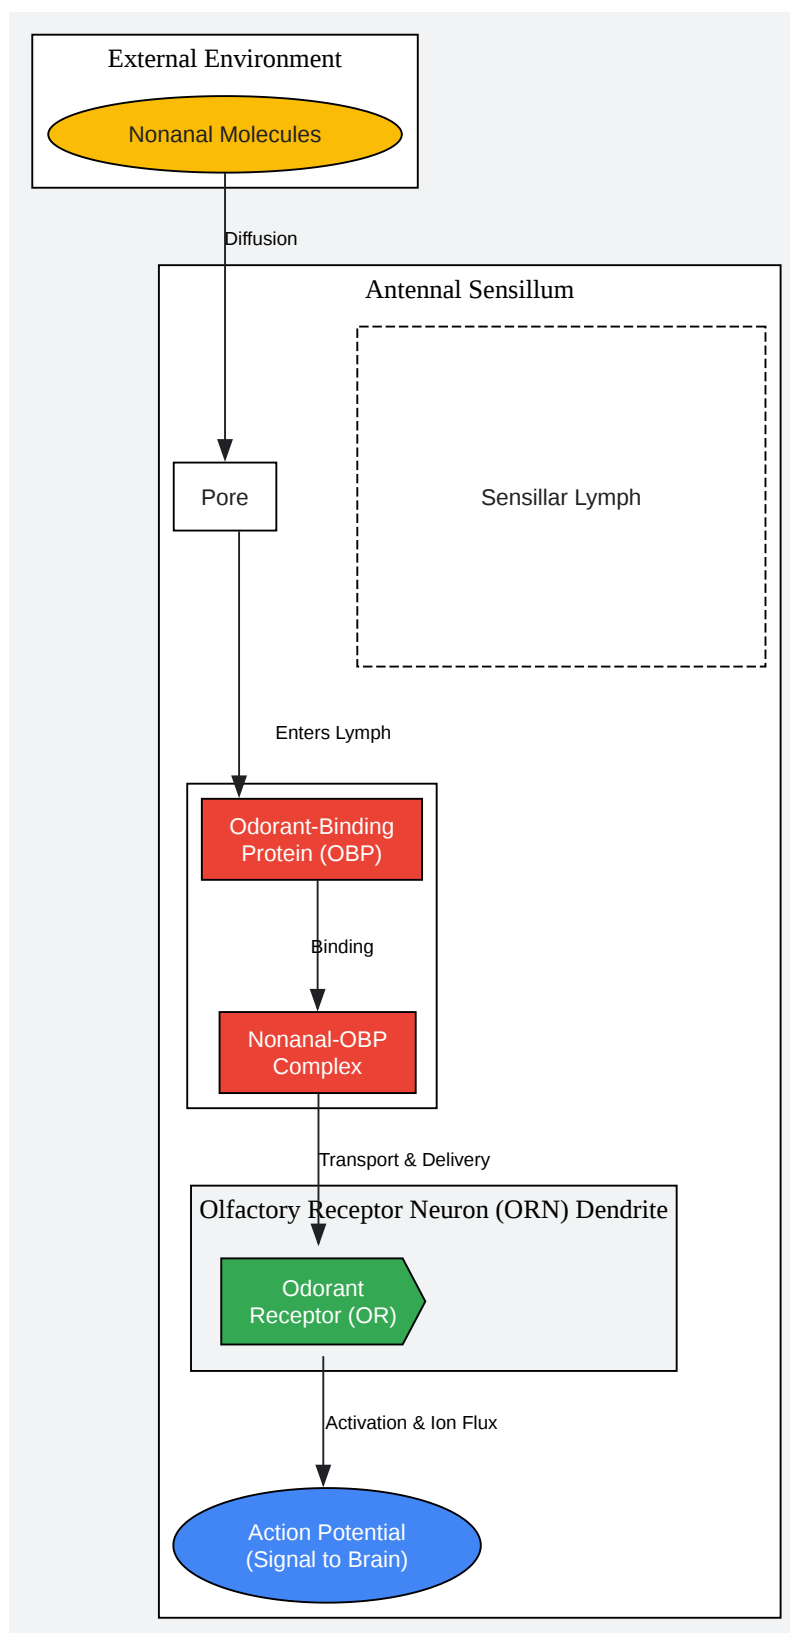 External Environment
Nonanal Molecules
Diffusion
Antennal Sensillum
Pore
Sensillar Lymph
Enters Lymph
Odorant-Binding
Protein (OBP)
Binding
Nonanal-OBP
Complex
Transport & Delivery
Olfactory Receptor Neuron (ORN) Dendrite
Odorant
Receptor (OR)
Activation & Ion Flux
Action Potential
(Signal to Brain)